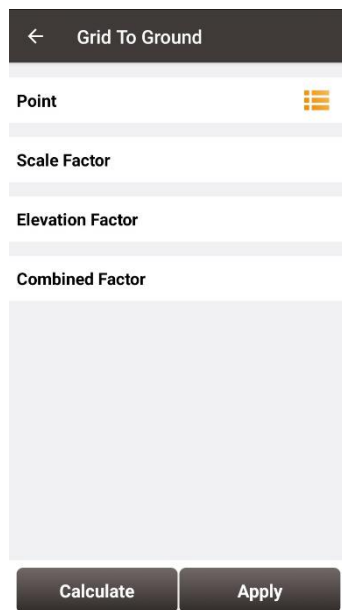 Grid To Ground
Point
Scale Factor
Elevation Factor
Combined Factor
Calculate Apply